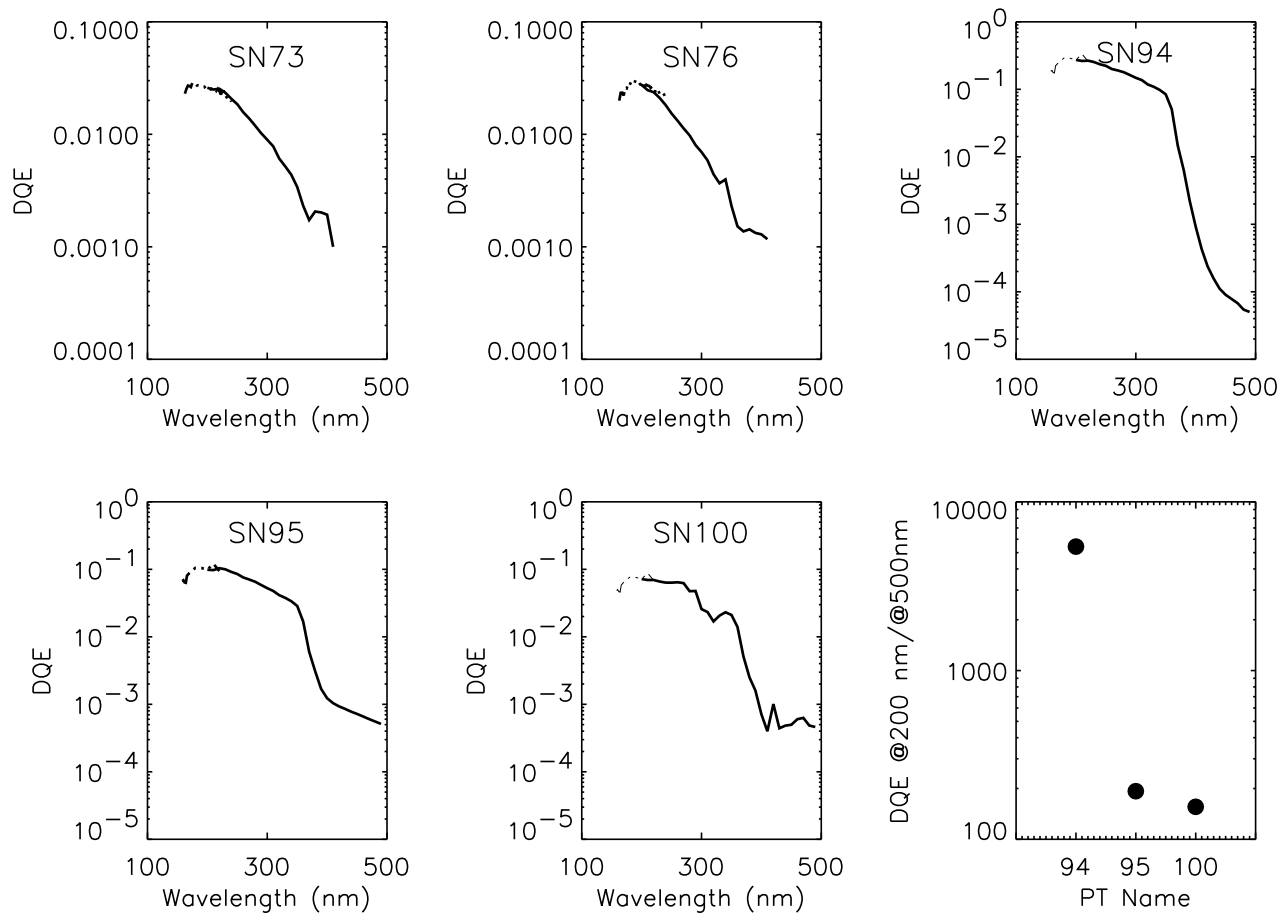 SN73
DQE
0.1000
0.0100
0.0010
0.0001
100 300 500
Wavelength (nm)
SN76
DQE
0.1000
0.0100
0.0010
0.0001
100 300 500
Wavelength (nm)
SN94
DQE
10^0
10^-1
10^-2
10^-3
10^-4
10^-5
100 300 500
Wavelength (nm)
SN95
DQE
10^0
10^-1
10^-2
10^-3
10^-4
10^-5
100 300 500
Wavelength (nm)
SN100
DQE
10^0
10^-1
10^-2
10^-3
10^-4
10^-5
100 300 500
Wavelength (nm)
DQE @200 nm/@500nm
10000
1000
100
94 95 100
PT Name